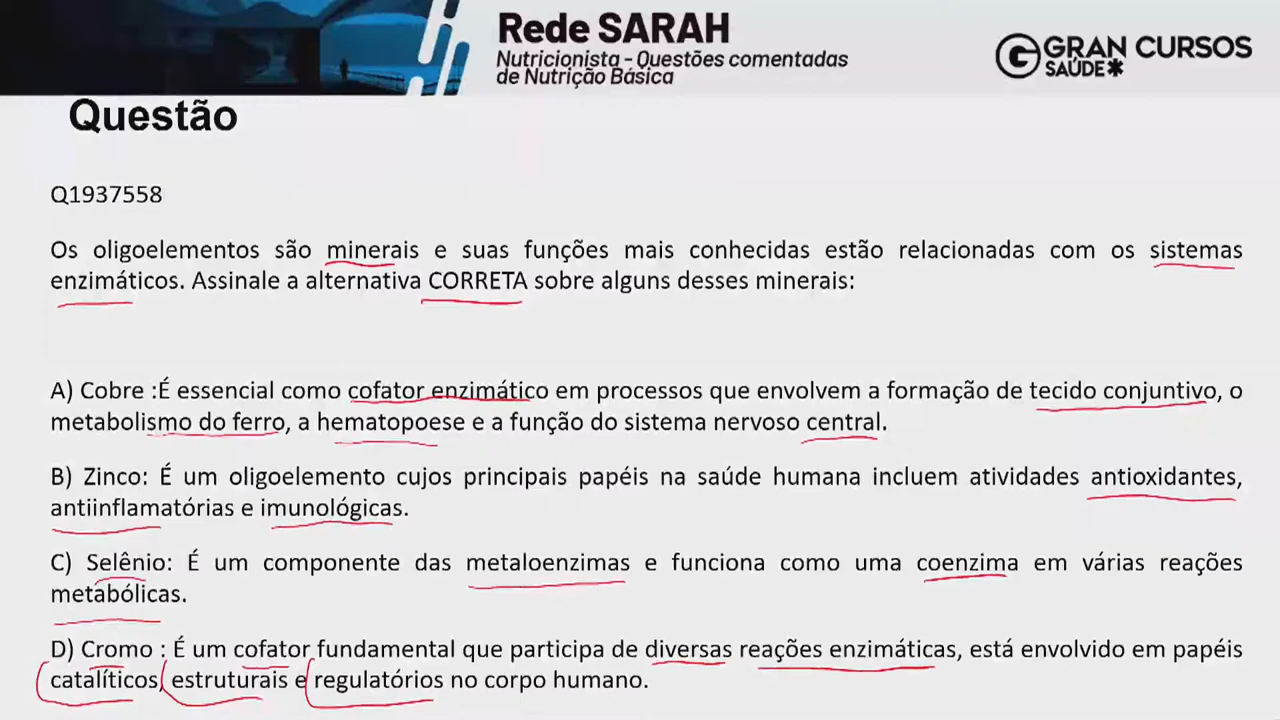 Rede SARAH
Nutricionista - Questões comentadas
de Nutrição Básica
GRAN CURSOS
SAÚDE✱
Questão
Q1937558
Os oligoelementos são minerais e suas funções mais conhecidas estão relacionadas com os sistemas
enzimáticos. Assinale a alternativa CORRETA sobre alguns desses minerais:
A) Cobre :É essencial como cofator enzimático em processos que envolvem a formação de tecido conjuntivo, o
metabolismo do ferro, a hematopoese e a função do sistema nervoso central.
B) Zinco: É um oligoelemento cujos principais papéis na saúde humana incluem atividades antioxidantes,
antiinflamatórias e imunológicas.
C) Selênio: É um componente das metaloenzimas e funciona como uma coenzima em várias reações
metabólicas.
D) Cromo : É um cofator fundamental que participa de diversas reações enzimáticas, está envolvido em papéis
catalíticos, estruturais e regulatórios no corpo humano.